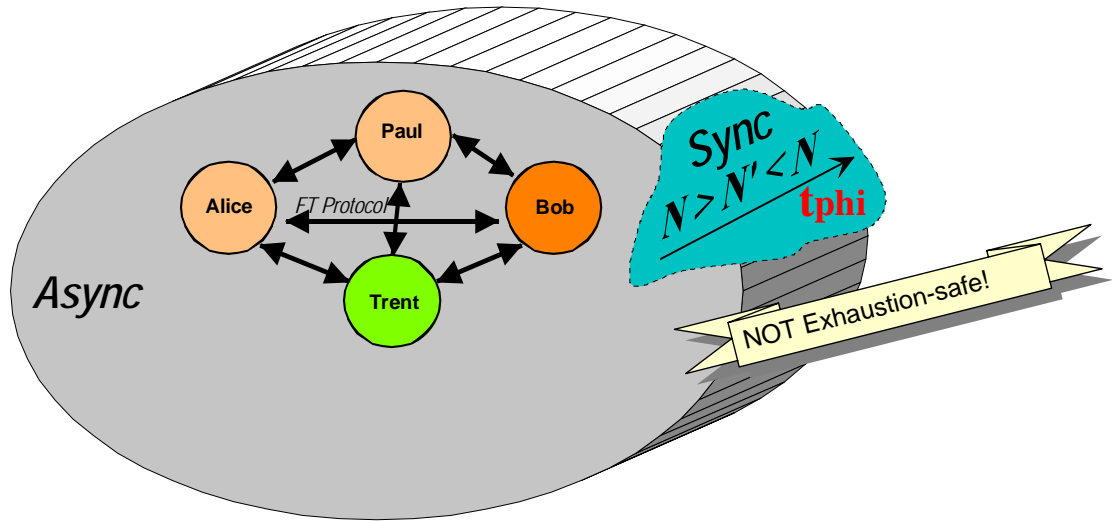 Paul
Sync
N > N' < N
tphi
Alice
FT Protocol
Bob
Async
Trent
NOT Exhaustion-safe!